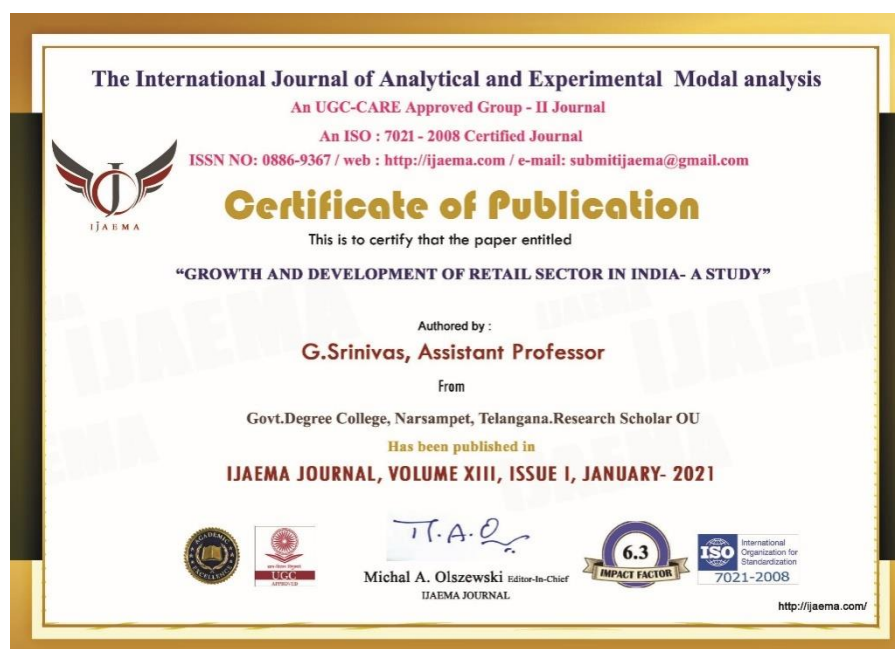 The International Journal of Analytical and Experimental Modal analysis
An UGC-CARE Approved Group - II Journal
An ISO : 7021 - 2008 Certified Journal
ISSN NO: 0886-9367 / web : http://ijaema.com / e-mail: submitijaema@gmail.com
IJAEMA
Certificate of Publication
This is to certify that the paper entitled
“GROWTH AND DEVELOPMENT OF RETAIL SECTOR IN INDIA- A STUDY”
Authored by :
G.Srinivas, Assistant Professor
From
Govt.Degree College, Narsampet, Telangana.Research Scholar OU
Has been published in
IJAEMA JOURNAL, VOLUME XIII, ISSUE I, JANUARY- 2021
ACADEMIC
EXCELLENCE
UGC
APPROVED
Michal A. Olszewski Editor-In-Chief
IJAEMA JOURNAL
6.3
IMPACT FACTOR
ISO
International
Organization for
Standardization
7021-2008
http://ijaema.com/